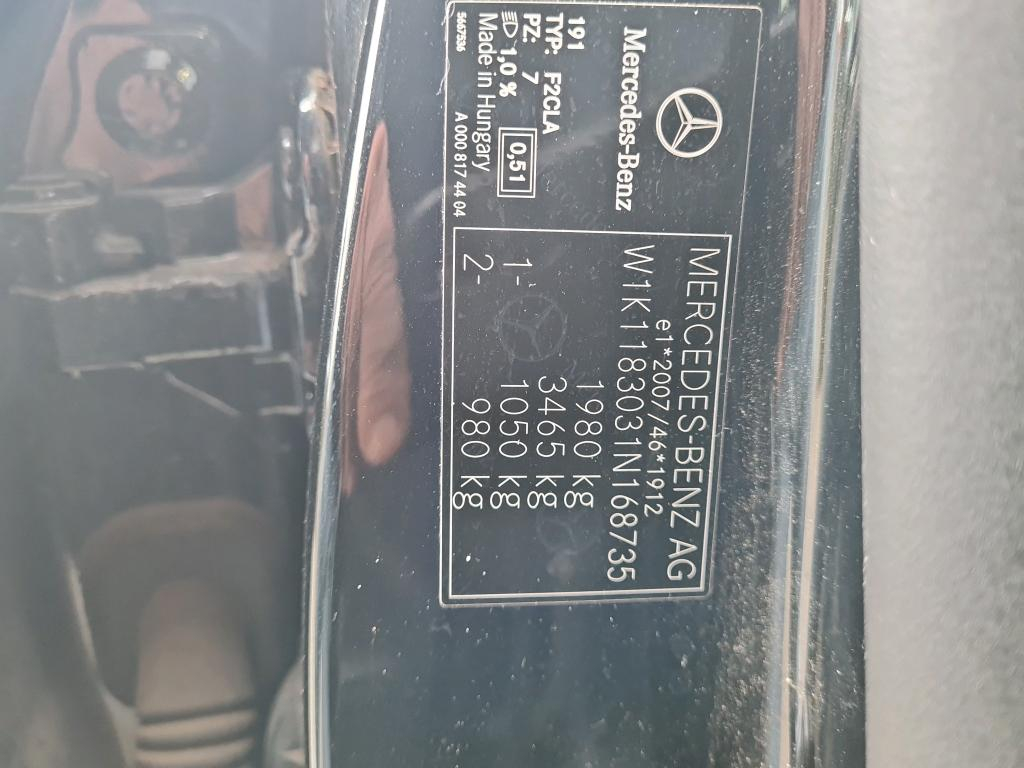 Mercedes-Benz
191
TYP: F2CLA
PZ: 7
1,0 %
0,51
Made in Hungary
5667636 A 000 817 44 04
MERCEDES-BENZ AG
e1*2007/46*1912
W1K1183031N168735
1980 kg
3465 kg
1- 1050 kg
2- 980 kg